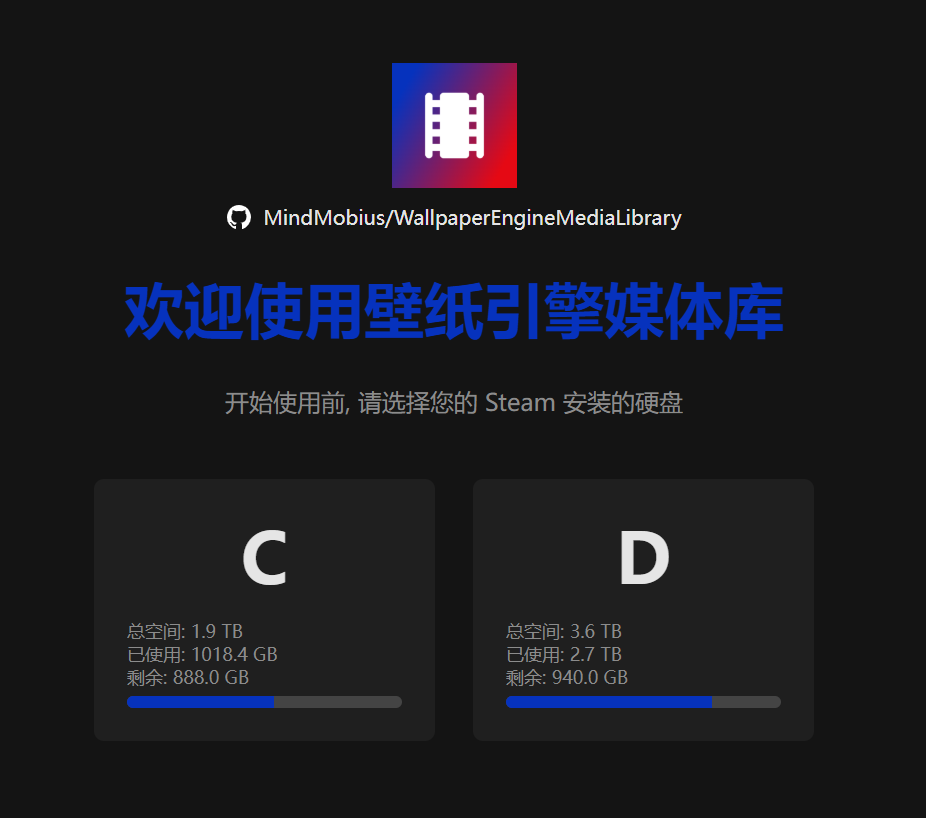 MindMobius/WallpaperEngineMediaLibrary
欢迎使用壁纸引擎媒体库
开始使用前, 请选择您的 Steam 安装的硬盘
C
总空间: 1.9 TB
已使用: 1018.4 GB
剩余: 888.0 GB
D
总空间: 3.6 TB
已使用: 2.7 TB
剩余: 940.0 GB